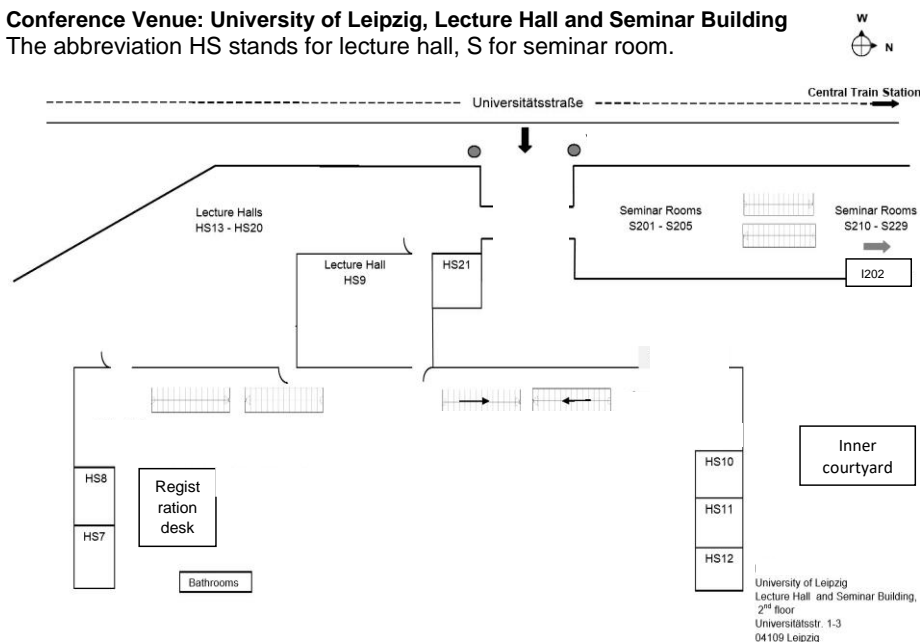 Conference Venue: University of Leipzig, Lecture Hall and Seminar Building
The abbreviation HS stands for lecture hall, S for seminar room.
W
N
Central Train Station
Universitätsstraße
Lecture Halls
HS13 - HS20
Seminar Rooms
S201 - S205
Seminar Rooms
S210 - S229
Lecture Hall
HS9
HS21
I202
HS8
HS7
Regist
ration
desk
Bathrooms
HS10
HS11
HS12
Inner
courtyard
University of Leipzig
Lecture Hall and Seminar Building,
2nd floor
Universitätsstr. 1-3
04109 Leipzig